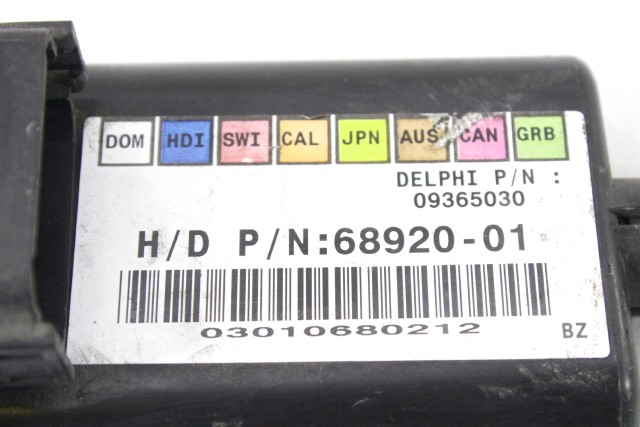 DOM HDI SWI CAL JPN AUS CAN GRB
DELPHI P/N :
09365030
H/D P/N:68920-01
03010680212
BZ